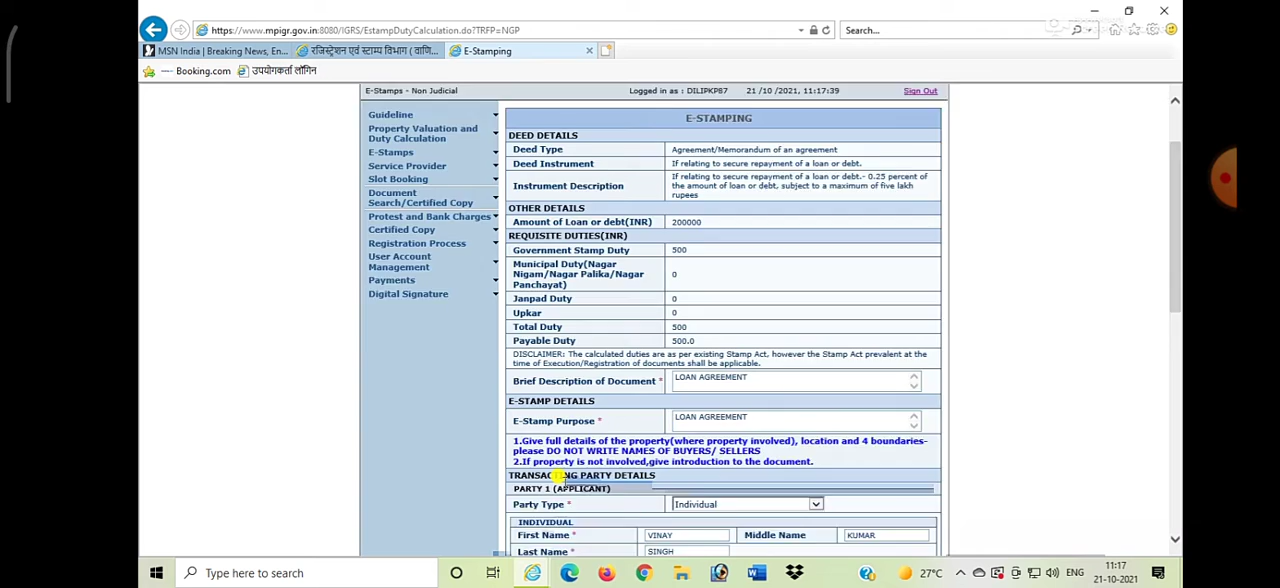 https://www.mpigr.gov.in:8080/IGRS/EstampDutyCalculation.do?TRFP=NGP
Search...
MSN India | Breaking News, En...
रजिस्ट्रेशन एवं स्टाम्प विभाग ( वाणि...
E-Stamping
Booking.com
उपयोगकर्ता लॉगिन
E-Stamps - Non Judicial
Logged in as : DILIPKP87
21 /10 /2021, 11:17:39
Sign Out
Guideline
Property Valuation and
Duty Calculation
E-Stamps
Service Provider
Slot Booking
Document
Search/Certified Copy
Protest and Bank Charges
Certified Copy
Registration Process
User Account
Management
Payments
Digital Signature
E-STAMPING
DEED DETAILS
Deed Type Agreement/Memorandum of an agreement
Deed Instrument If relating to secure repayment of a loan or debt.
Instrument Description If relating to secure repayment of a loan or debt.- 0.25 percent of
the amount of loan or debt, subject to a maximum of five lakh
rupees
OTHER DETAILS
Amount of Loan or debt(INR) 200000
REQUISITE DUTIES(INR)
Government Stamp Duty 500
Municipal Duty(Nagar
Nigam/Nagar Palika/Nagar 0
Panchayat)
Janpad Duty 0
Upkar 0
Total Duty 500
Payable Duty 500.0
DISCLAIMER: The calculated duties are as per existing Stamp Act, however the Stamp Act prevalent at the
time of Execution/Registration of documents shall be applicable.
Brief Description of Document * LOAN AGREEMENT
E-STAMP DETAILS
E-Stamp Purpose * LOAN AGREEMENT
1.Give full details of the property(where property involved), location and 4 boundaries-
please DO NOT WRITE NAMES OF BUYERS/ SELLERS
2.If property is not involved,give introduction to the document.
TRANSACTING PARTY DETAILS
PARTY 1 (APPLICANT)
Party Type * Individual
INDIVIDUAL
First Name * VINAY Middle Name KUMAR
Last Name * SINGH
Type here to search
27°C
ENG
11:17
21-10-2021